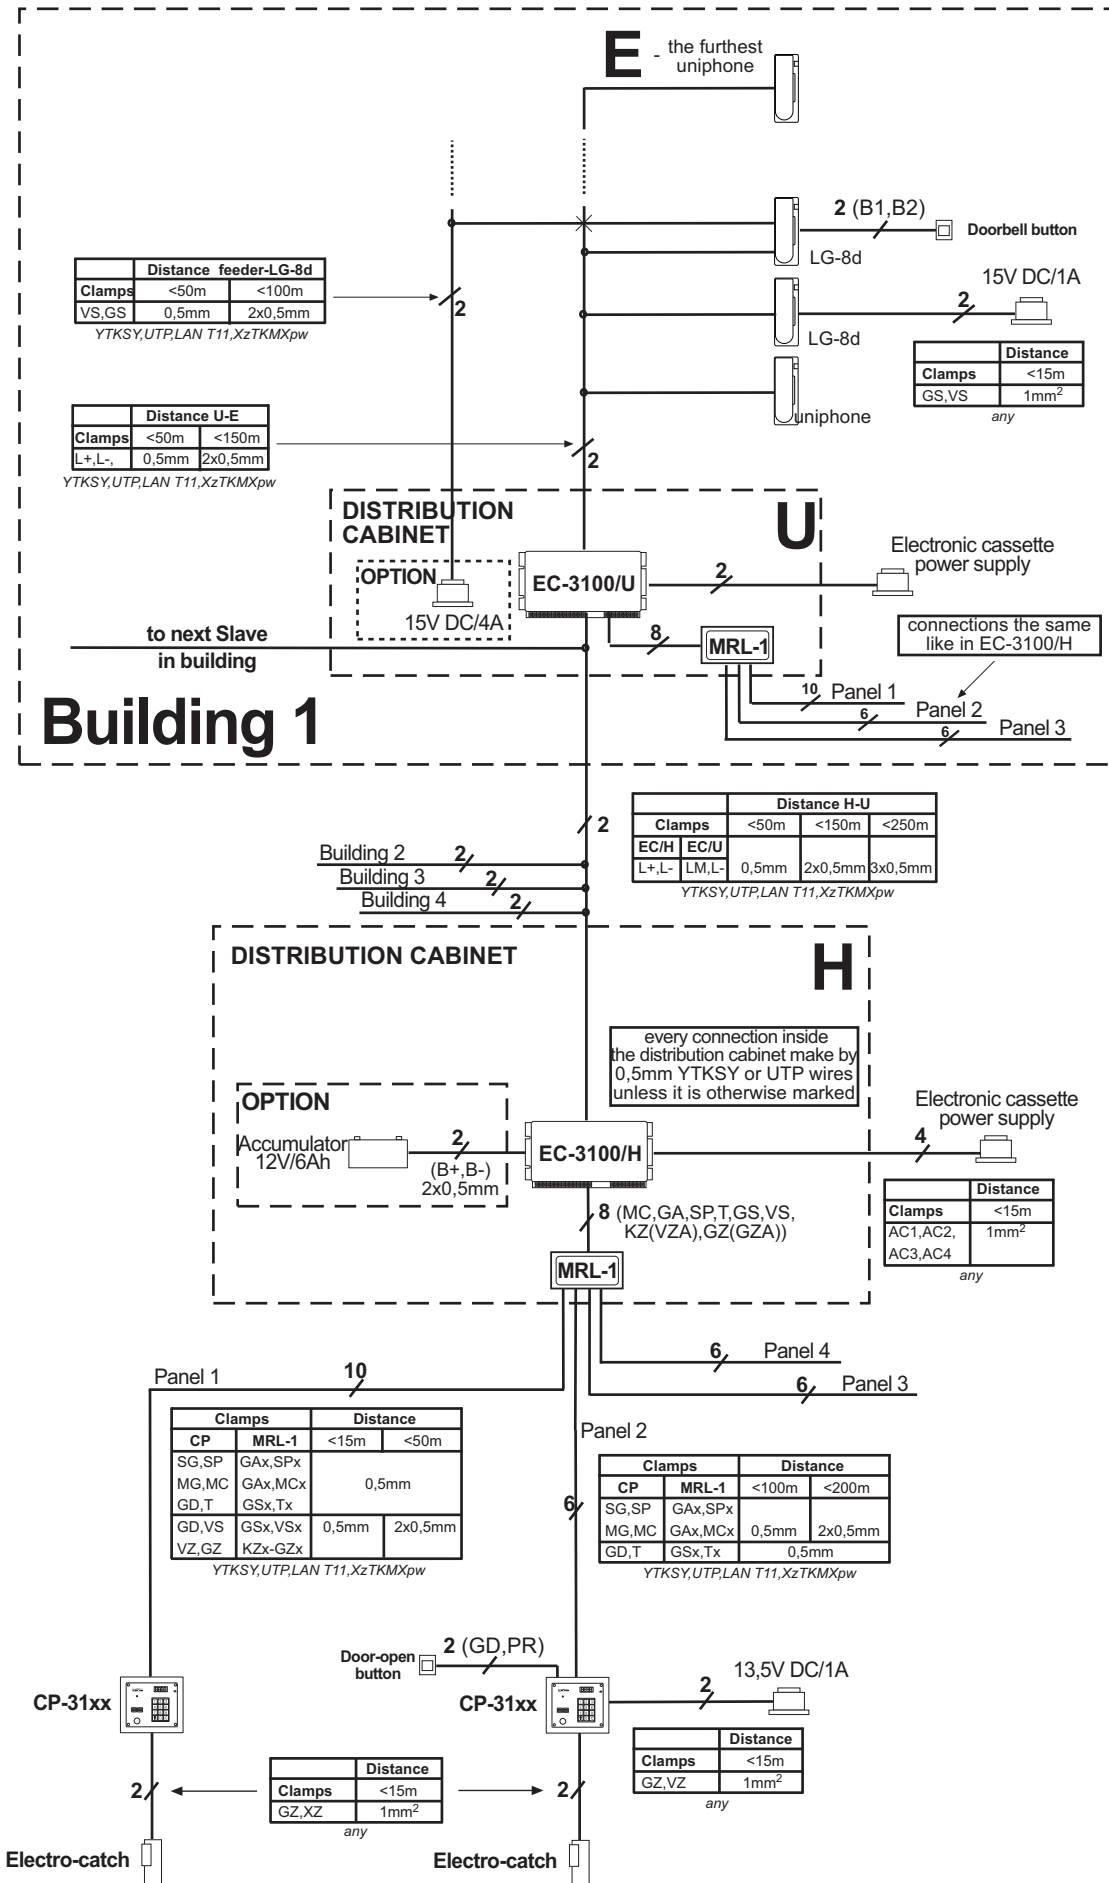 E - the furthest
uniphone
2 (B1,B2)
Doorbell button
LG-8d
15V DC/1A
2
Distance feeder-LG-8d
Clamps <50m <100m
VS,GS 0,5mm 2x0,5mm
YTKSY,UTP,LAN T11,XzTKMXpw
2
LG-8d
Distance
Clamps <15m
GS,VS 1mm²
any
uniphone
Distance U-E
Clamps <50m <150m
L+,L-, 0,5mm 2x0,5mm
YTKSY,UTP,LAN T11,XzTKMXpw
2
DISTRIBUTION
CABINET
U
OPTION
15V DC/4A
EC-3100/U
2
Electronic cassette
power supply
8
MRL-1
connections the same
like in EC-3100/H
to next Slave
in building
10 Panel 1
6 Panel 2
6 Panel 3
Building 1
2
Distance H-U
Clamps <50m <150m <250m
EC/H EC/U
L+,L- LM,L- 0,5mm 2x0,5mm 3x0,5mm
YTKSY,UTP,LAN T11,XzTKMXpw
Building 2 2
Building 3 2
Building 4 2
DISTRIBUTION CABINET
H
every connection inside
the distribution cabinet make by
0,5mm YTKSY or UTP wires
unless it is otherwise marked
OPTION
Accumulator
12V/6Ah
2
(B+,B-)
2x0,5mm
EC-3100/H
4
Electronic cassette
power supply
Distance
Clamps <15m
AC1,AC2, 1mm²
AC3,AC4
any
8 (MC,GA,SP,T,GS,VS,
KZ(VZA),GZ(GZA))
MRL-1
6 Panel 4
6 Panel 3
Panel 1 10
Clamps Distance
CP MRL-1 <15m <50m
SG,SP GAx,SPx
MG,MC GAx,MCx 0,5mm
GD,T GSx,Tx
GD,VS GSx,VSx 0,5mm 2x0,5mm
VZ,GZ KZx-GZx
YTKSY,UTP,LAN T11,XzTKMXpw
Panel 2
6
Clamps Distance
CP MRL-1 <100m <200m
SG,SP GAx,SPx
MG,MC GAx,MCx 0,5mm 2x0,5mm
GD,T GSx,Tx 0,5mm
YTKSY,UTP,LAN T11,XzTKMXpw
Door-open
button
2 (GD,PR)
CP-31xx
CP-31xx
2
13,5V DC/1A
Distance
Clamps <15m
GZ,VZ 1mm²
any
2
Distance
Clamps <15m
GZ,XZ 1mm²
any
2
Electro-catch
Electro-catch